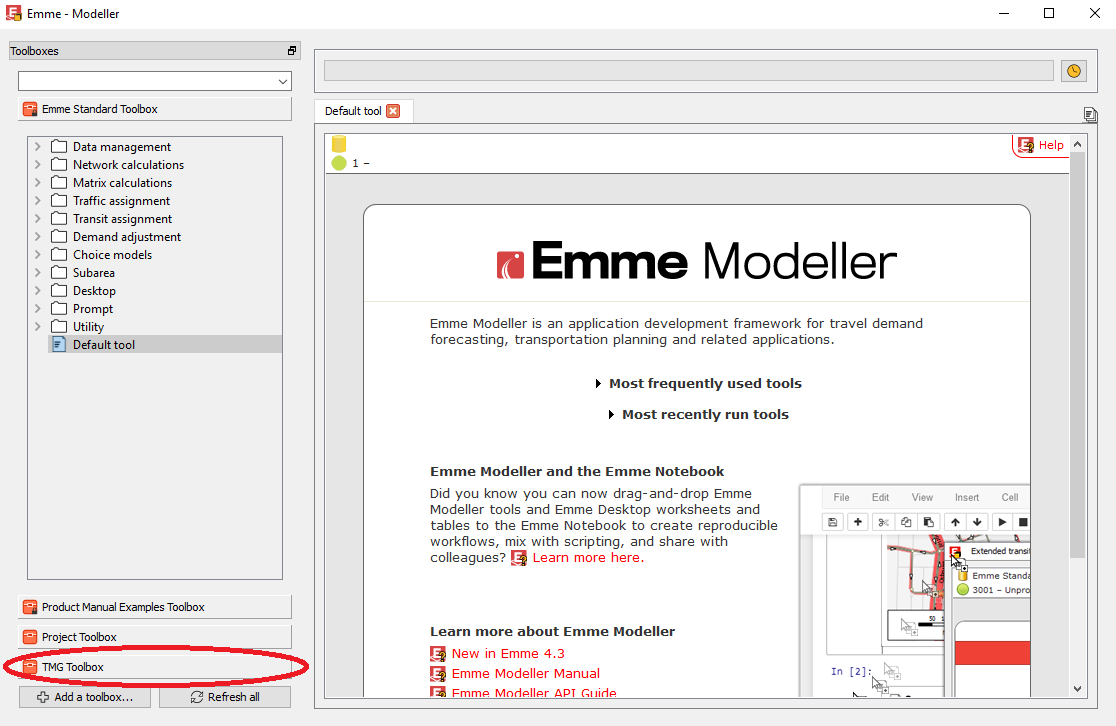 Emme - Modeller
Toolboxes
Emme Standard Toolbox
Data management
Network calculations
Matrix calculations
Traffic assignment
Transit assignment
Demand adjustment
Choice models
Subarea
Desktop
Prompt
Utility
Default tool
Product Manual Examples Toolbox
Project Toolbox
TMG Toolbox
Add a toolbox...
Refresh all
Default tool
1 –
Help
Emme Modeller
Emme Modeller is an application development framework for travel demand
forecasting, transportation planning and related applications.
Most frequently used tools
Most recently run tools
Emme Modeller and the Emme Notebook
Did you know you can now drag-and-drop Emme
Modeller tools and Emme Desktop worksheets and
tables to the Emme Notebook to create reproducible
workflows, mix with scripting, and share with
colleagues? Learn more here.
File Edit View Insert Cell
Extended transi
Emme Standa
3001 – Unpro
50
In [2]:
Learn more about Emme Modeller
New in Emme 4.3
Emme Modeller Manual
Emme Modeller API Guide